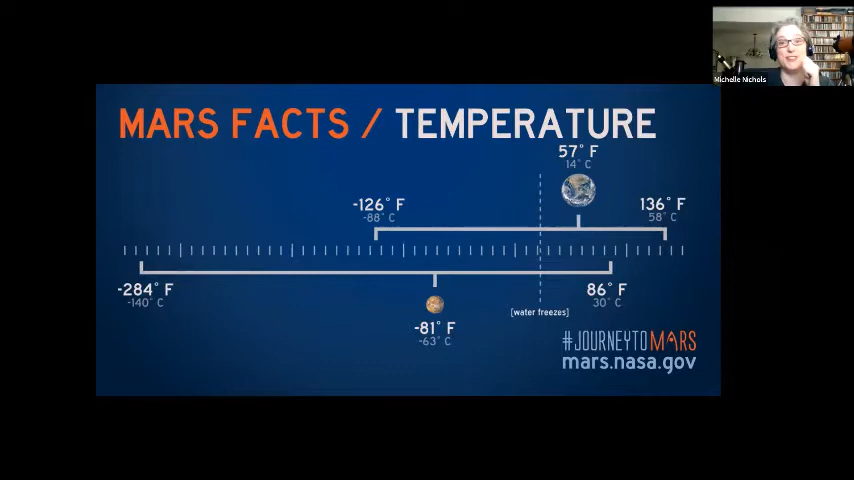 Michelle Nichols
MARS FACTS / TEMPERATURE
57° F
14° C
-126° F
-88° C
136° F
58° C
-284° F
-140° C
86° F
30° C
[water freezes]
-81° F
-63° C
#JOURNEYTOMARS
mars.nasa.gov